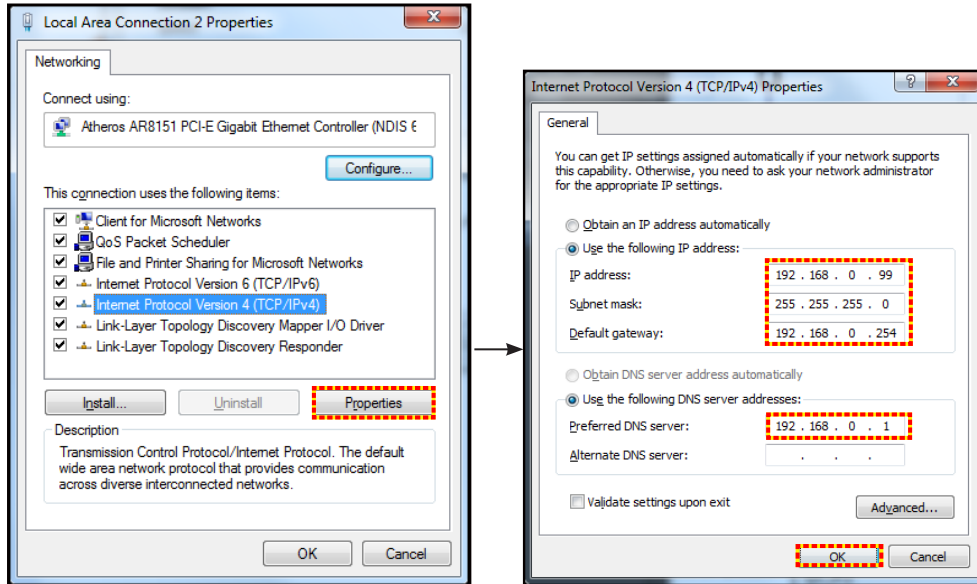 Local Area Connection 2 Properties
Networking
Connect using:
Atheros AR8151 PCI-E Gigabit Ethernet Controller (NDIS 6
Configure...
This connection uses the following items:
Client for Microsoft Networks
QoS Packet Scheduler
File and Printer Sharing for Microsoft Networks
Internet Protocol Version 6 (TCP/IPv6)
Internet Protocol Version 4 (TCP/IPv4)
Link-Layer Topology Discovery Mapper I/O Driver
Link-Layer Topology Discovery Responder
Install... Uninstall Properties
Description
Transmission Control Protocol/Internet Protocol. The default
wide area network protocol that provides communication
across diverse interconnected networks.
OK Cancel
Internet Protocol Version 4 (TCP/IPv4) Properties
General
You can get IP settings assigned automatically if your network supports
this capability. Otherwise, you need to ask your network administrator
for the appropriate IP settings.
Obtain an IP address automatically
Use the following IP address:
IP address: 192 . 168 . 0 . 99
Subnet mask: 255 . 255 . 255 . 0
Default gateway: 192 . 168 . 0 . 254
Obtain DNS server address automatically
Use the following DNS server addresses:
Preferred DNS server: 192 . 168 . 0 . 1
Alternate DNS server: . . .
Validate settings upon exit
Advanced...
OK Cancel